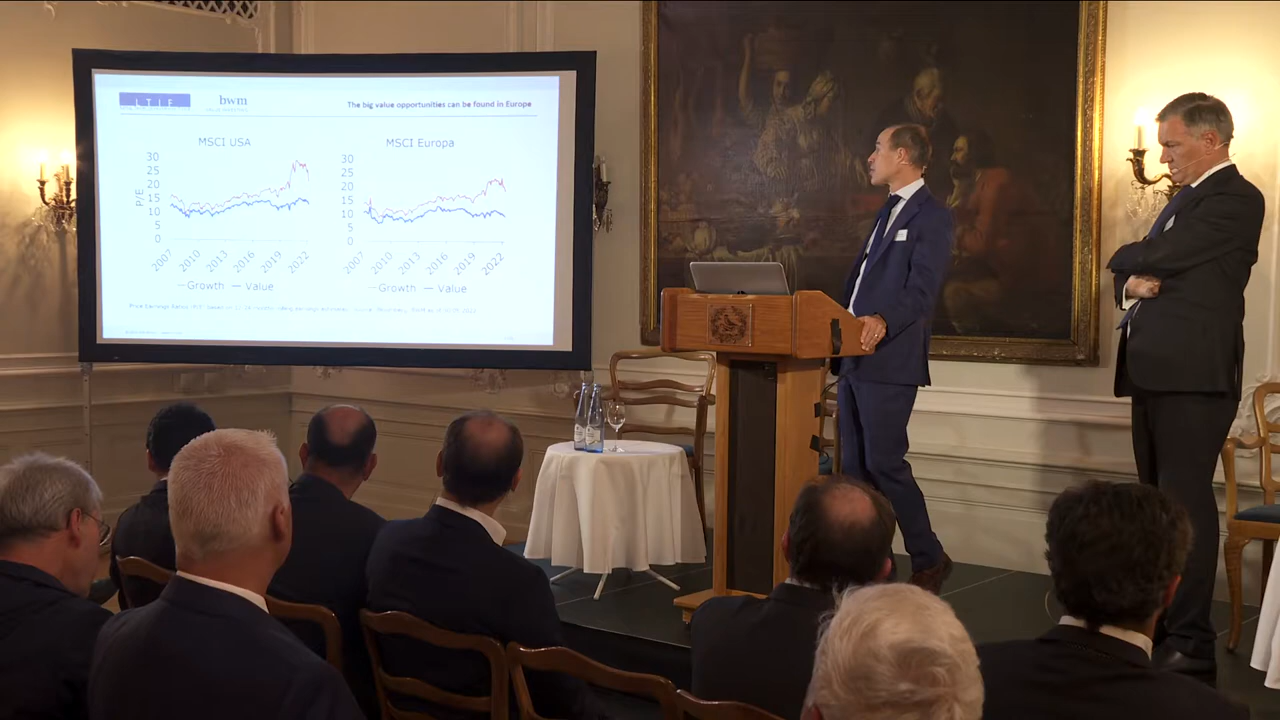 LTIF
bwm
The big value opportunities can be found in Europe
MSCI USA
MSCI Europa
P/E
30
25
20
15
10
5
0
30
25
20
15
10
5
0
2007
2010
2013
2016
2019
2022
2007
2010
2013
2016
2019
2022
Growth
Value
Growth
Value